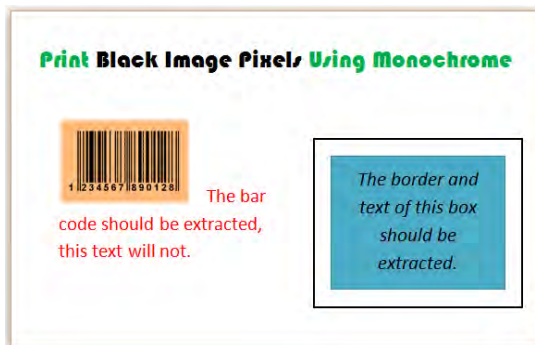 Print Black Image Pixels Using Monochrome
1 234567 890128
The bar
code should be extracted,
this text will not.
The border and
text of this box
should be
extracted.